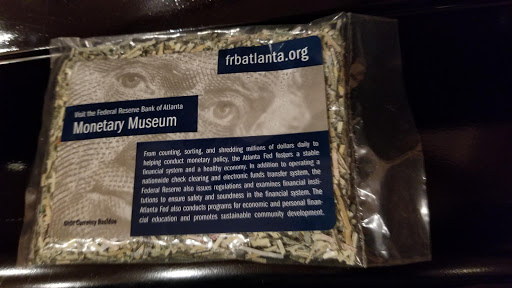 frbatlanta.org
Visit the Federal Reserve Bank of Atlanta
Monetary Museum
From counting, sorting, and shredding millions of dollars daily to
helping conduct monetary policy, the Atlanta Fed fosters a stable
financial system and a healthy economy. In addition to operating a
nationwide check clearing and electronic funds transfer system, the
Federal Reserve also issues regulations and examines financial insti-
tutions to ensure safety and soundness in the financial system. The
Atlanta Fed also conducts programs for economic and personal finan-
cial education and promotes sustainable community development.
Currency Residue